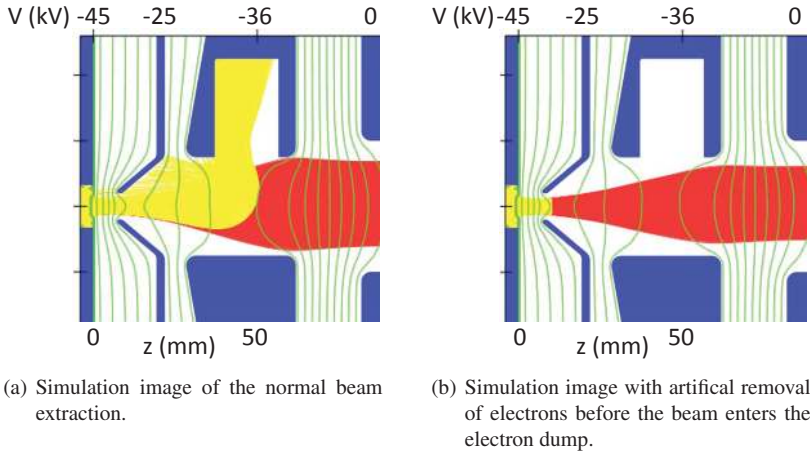 V (kV) -45 -25 -36 0
0 50
z (mm)
(a) Simulation image of the normal beam
extraction.
V (kV) -45 -25 -36 0
0 50
z (mm)
(b) Simulation image with artifical removal
of electrons before the beam enters the
electron dump.